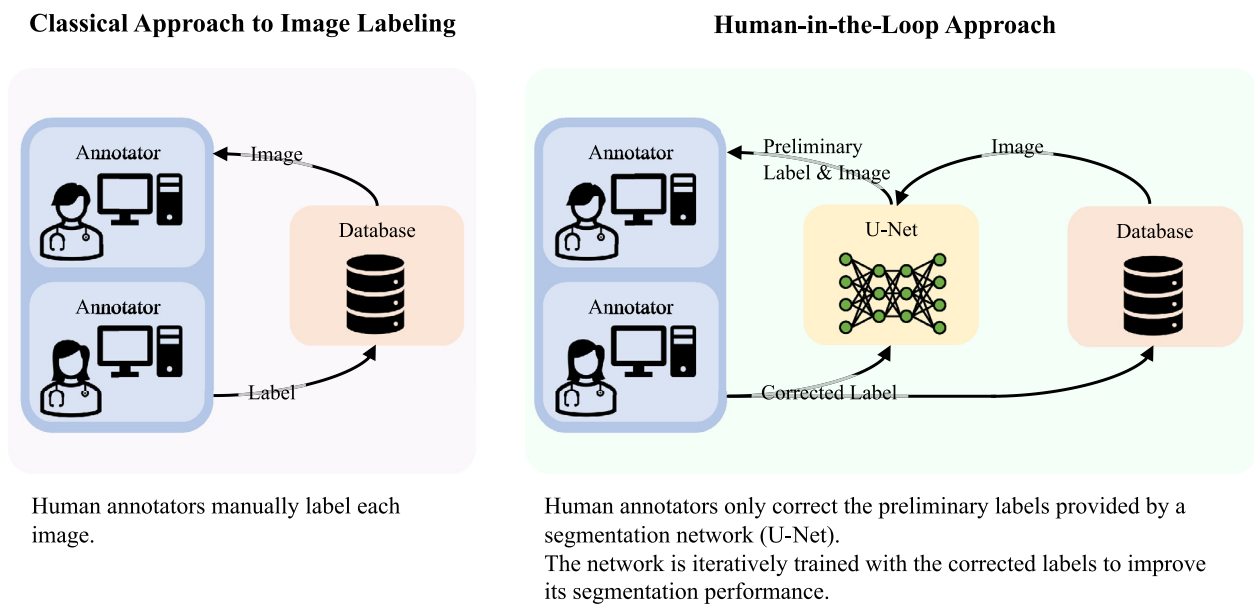 Classical Approach to Image Labeling
Annotator
Image
Database
Annotator
Label
Human annotators manually label each
image.
Human-in-the-Loop Approach
Annotator
Preliminary
Label & Image
Image
U-Net
Database
Annotator
Corrected Label
Human annotators only correct the preliminary labels provided by a
segmentation network (U-Net).
The network is iteratively trained with the corrected labels to improve
its segmentation performance.